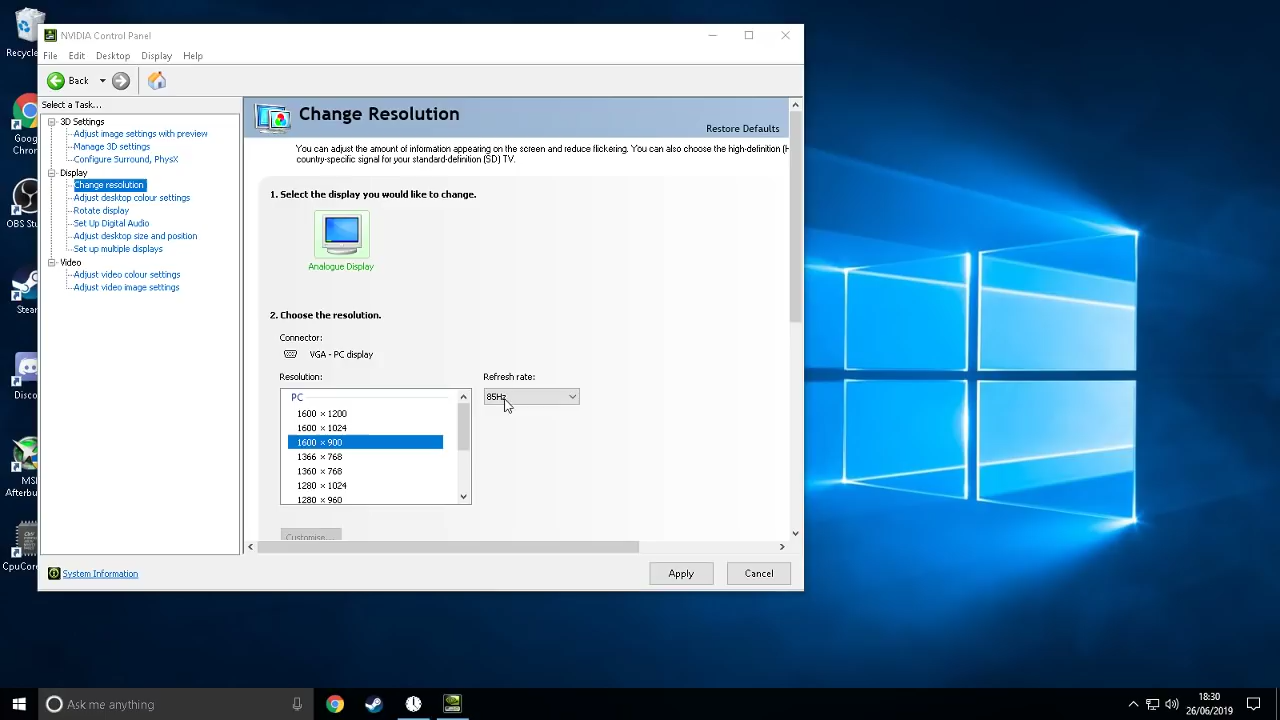 NVIDIA Control Panel
File Edit Desktop Display Help
Back
Select a Task...
3D Settings
Adjust image settings with preview
Manage 3D settings
Configure Surround, PhysX
Display
Change resolution
Adjust desktop colour settings
Rotate display
Set Up Digital Audio
Adjust desktop size and position
Set up multiple displays
Video
Adjust video colour settings
Adjust video image settings
System Information
Change Resolution
Restore Defaults
You can adjust the amount of information appearing on the screen and reduce flickering. You can also choose the high-definition (H
country-specific signal for your standard-definition (SD) TV.
1. Select the display you would like to change.
Analogue Display
2. Choose the resolution.
Connector:
VGA - PC display
Resolution:
Refresh rate:
PC
85Hz
1600 × 1200
1600 × 1024
1600 × 900
1366 × 768
1360 × 768
1280 × 1024
1280 × 960
Customise...
Apply
Cancel
Recycle
Goog
Chrom
OBS Stu
Stear
Disco
MSI
Afterbu
CpuCor
Ask me anything
18:30
26/06/2019